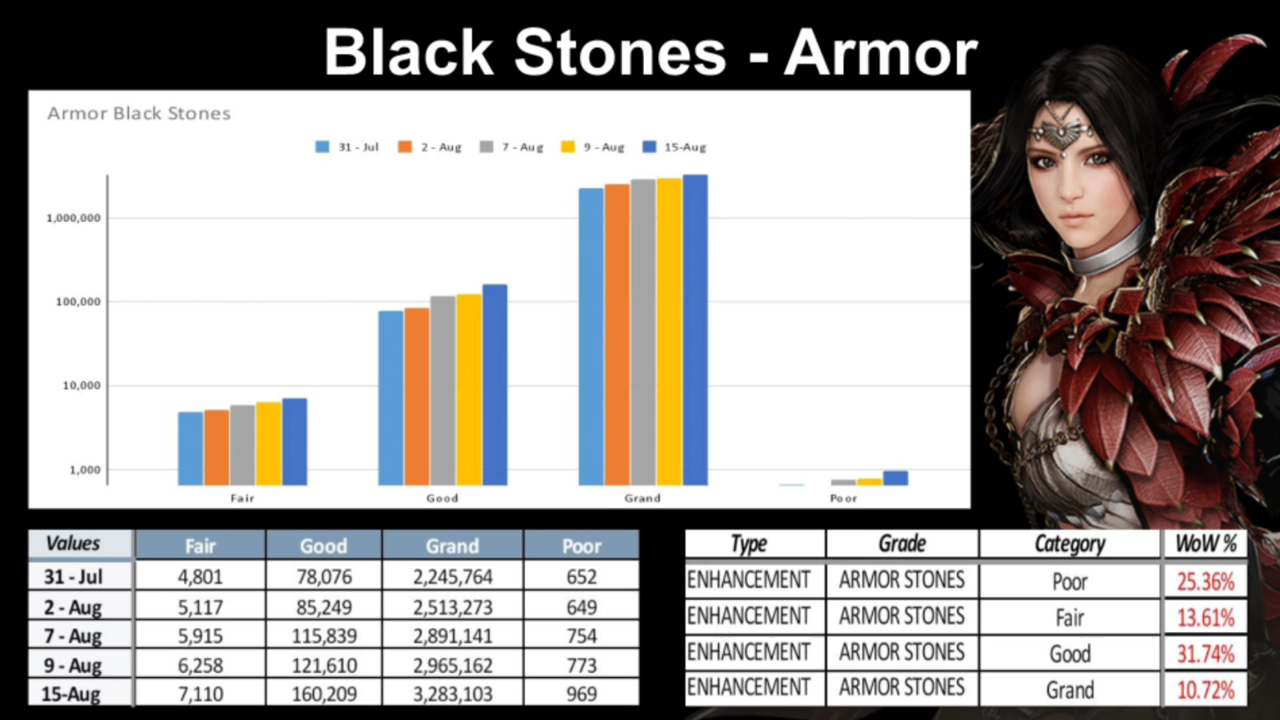 Black Stones - Armor
Armor Black Stones
31 - Jul 2 - Aug 7 - Aug 9 - Aug 15-Aug
1,000,000
100,000
10,000
1,000
Fair Good Grand Poor
Values Fair Good Grand Poor
31 - Jul 4,801 78,076 2,245,764 652
2 - Aug 5,117 85,249 2,513,273 649
7 - Aug 5,915 115,839 2,891,141 754
9 - Aug 6,258 121,610 2,965,162 773
15-Aug 7,110 160,209 3,283,103 969
Type Grade Category WoW %
ENHANCEMENT ARMOR STONES Poor 25.36%
ENHANCEMENT ARMOR STONES Fair 13.61%
ENHANCEMENT ARMOR STONES Good 31.74%
ENHANCEMENT ARMOR STONES Grand 10.72%